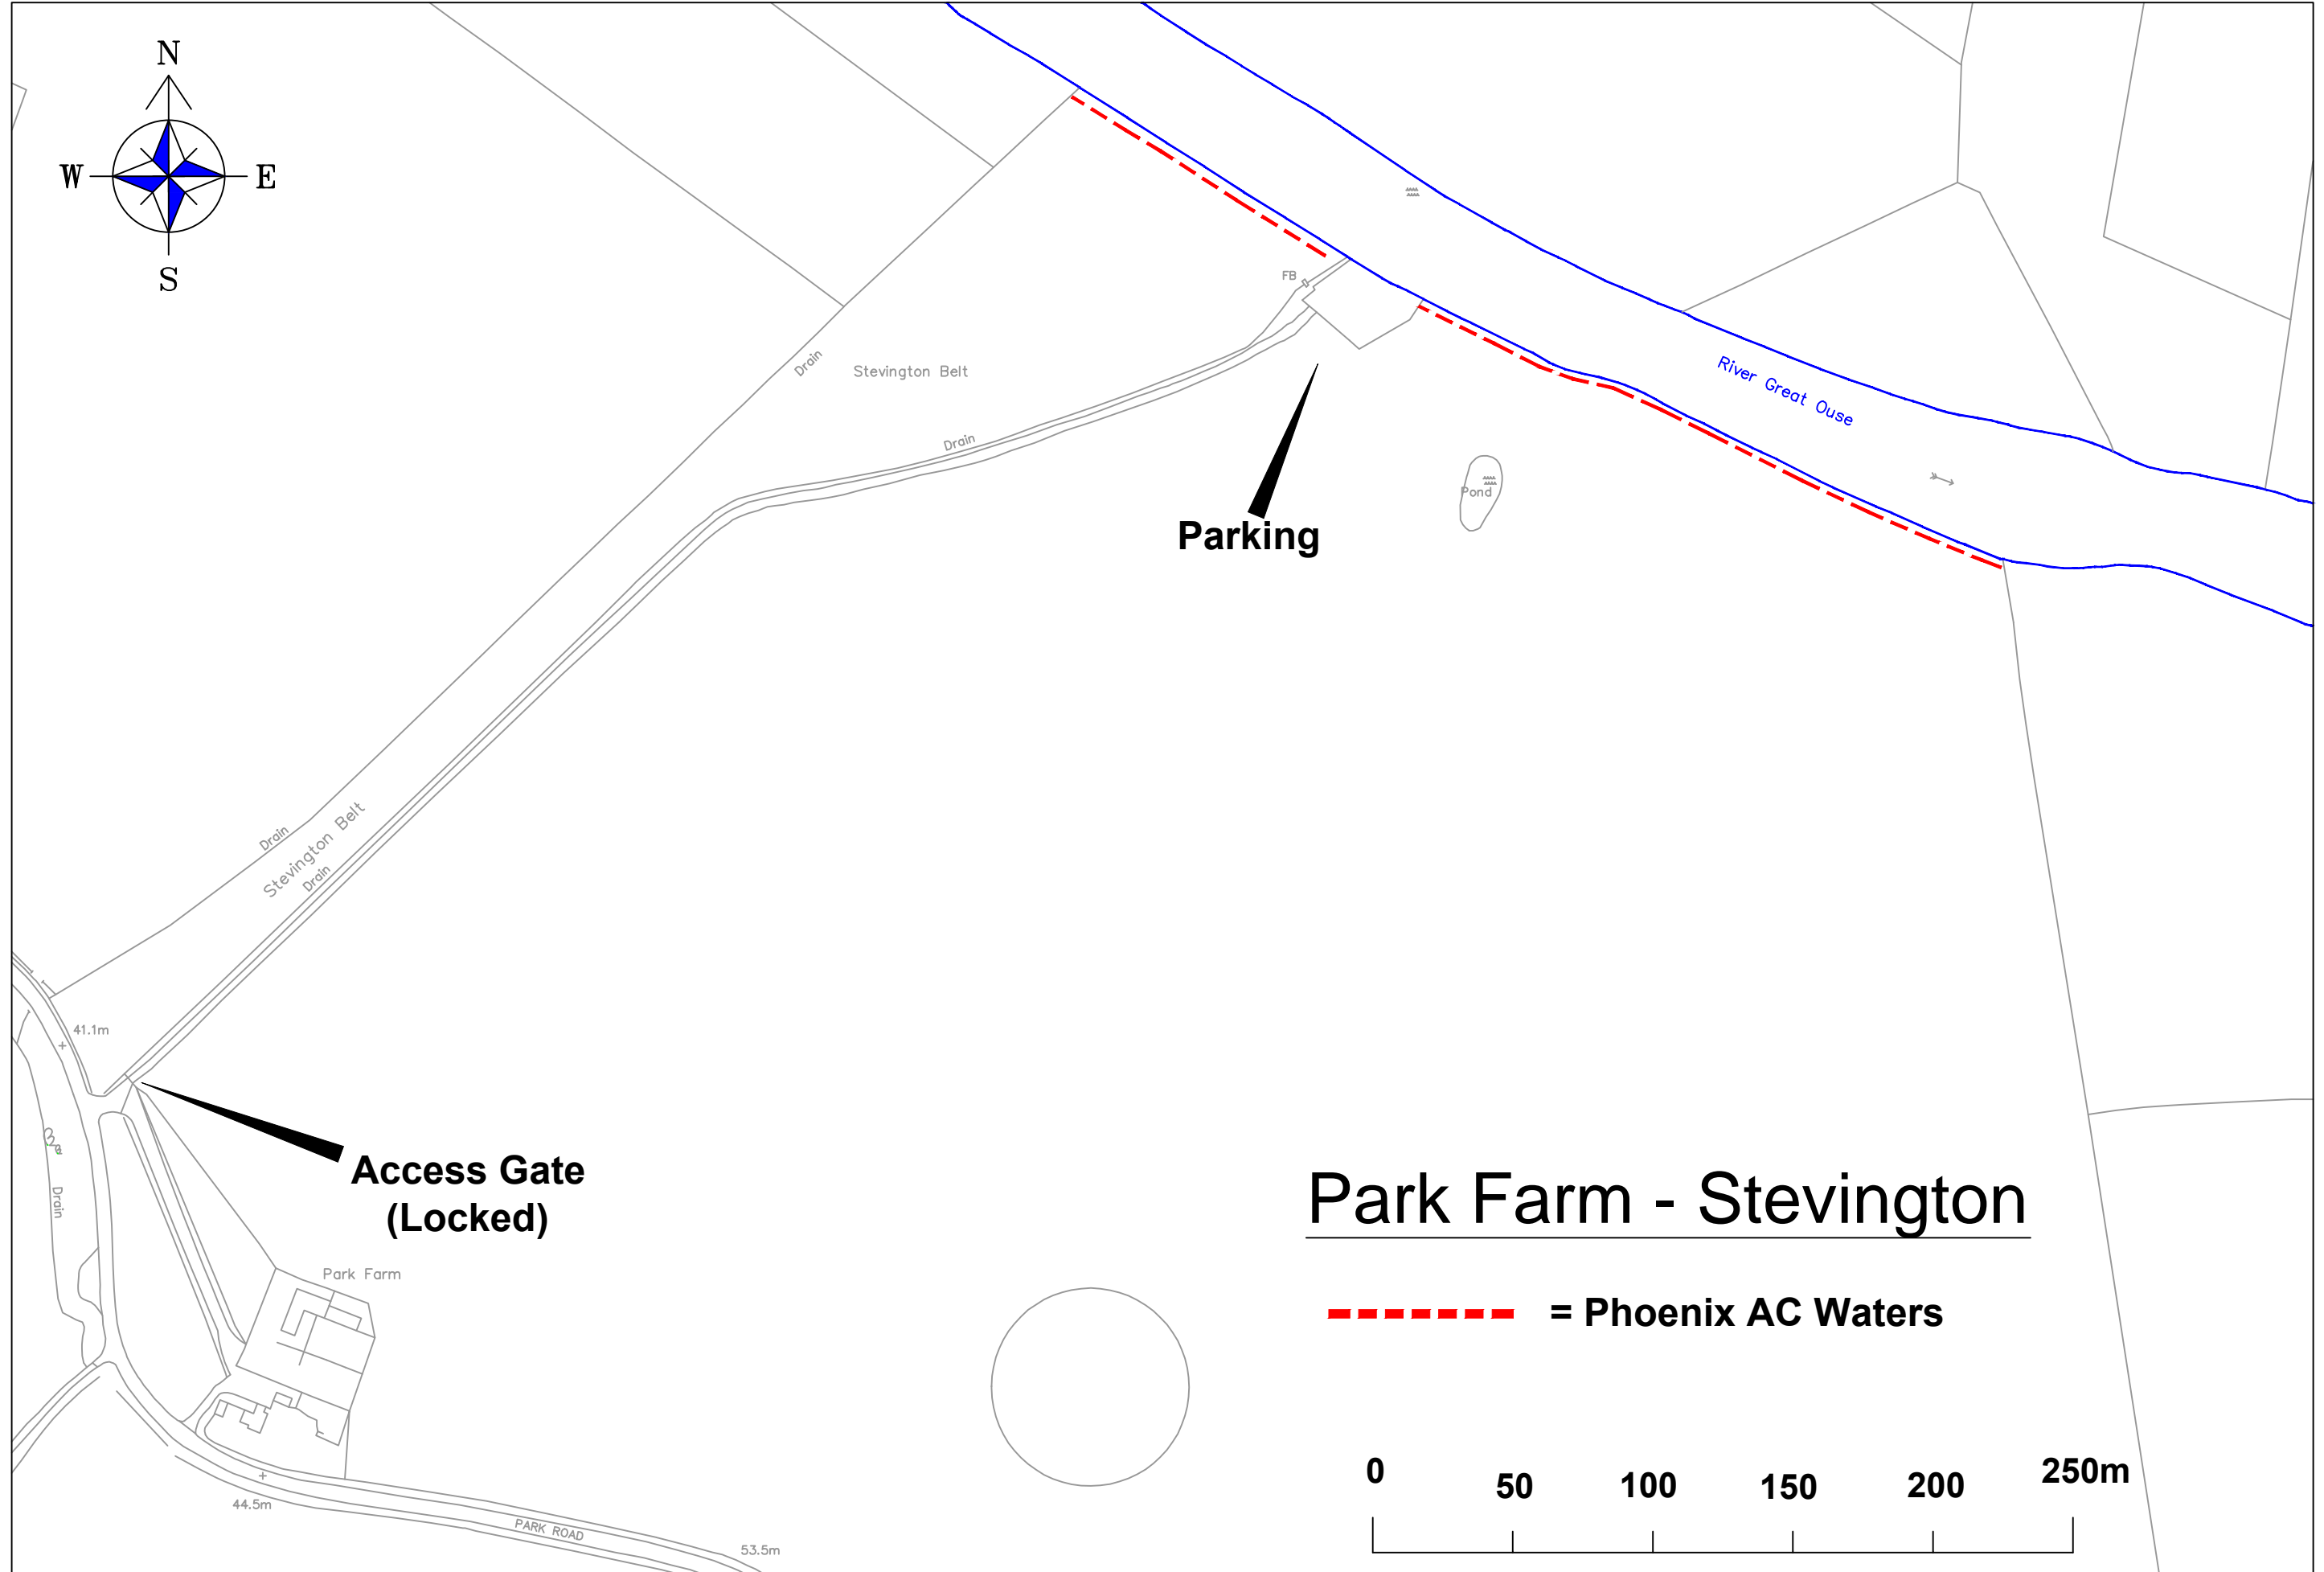 N
W E
S
FB
River Great Ouse
Drain
Stevington Belt
Drain
Pond
Parking
Drain
Stevington Belt
Drain
41.1m
Access Gate
(Locked)
Drain
Park Farm - Stevington
Park Farm
= Phoenix AC Waters
0 50 100 150 200 250m
44.5m
PARK ROAD
53.5m